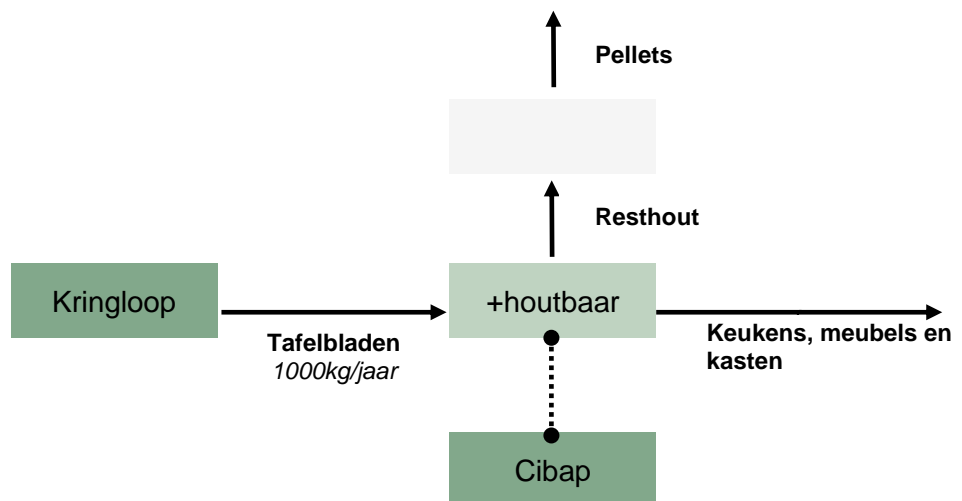 Pellets
Resthout
Kringloop
+houtbaar
Tafelbladen
1000kg/jaar
Keukens, meubels en
kasten
Cibap